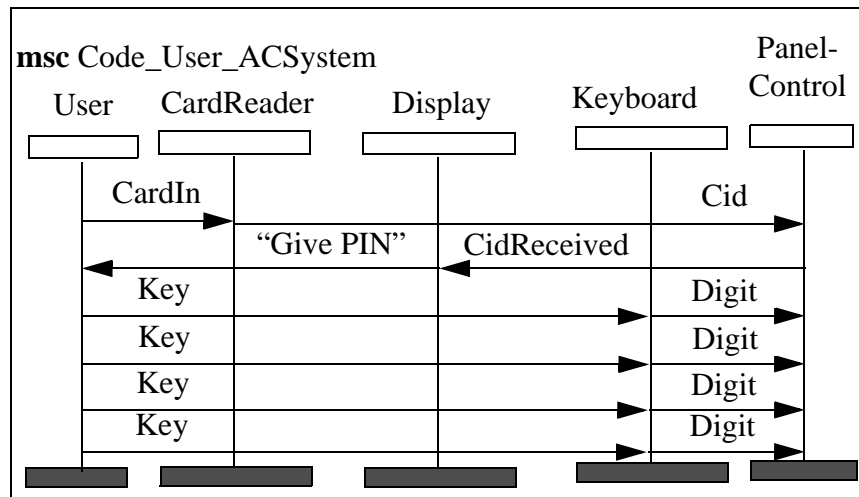 msc Code_User_ACSystem
User
CardReader
Display
Keyboard
Panel-
Control
CardIn
Cid
“Give PIN”
CidReceived
Key
Digit
Key
Digit
Key
Digit
Key
Digit